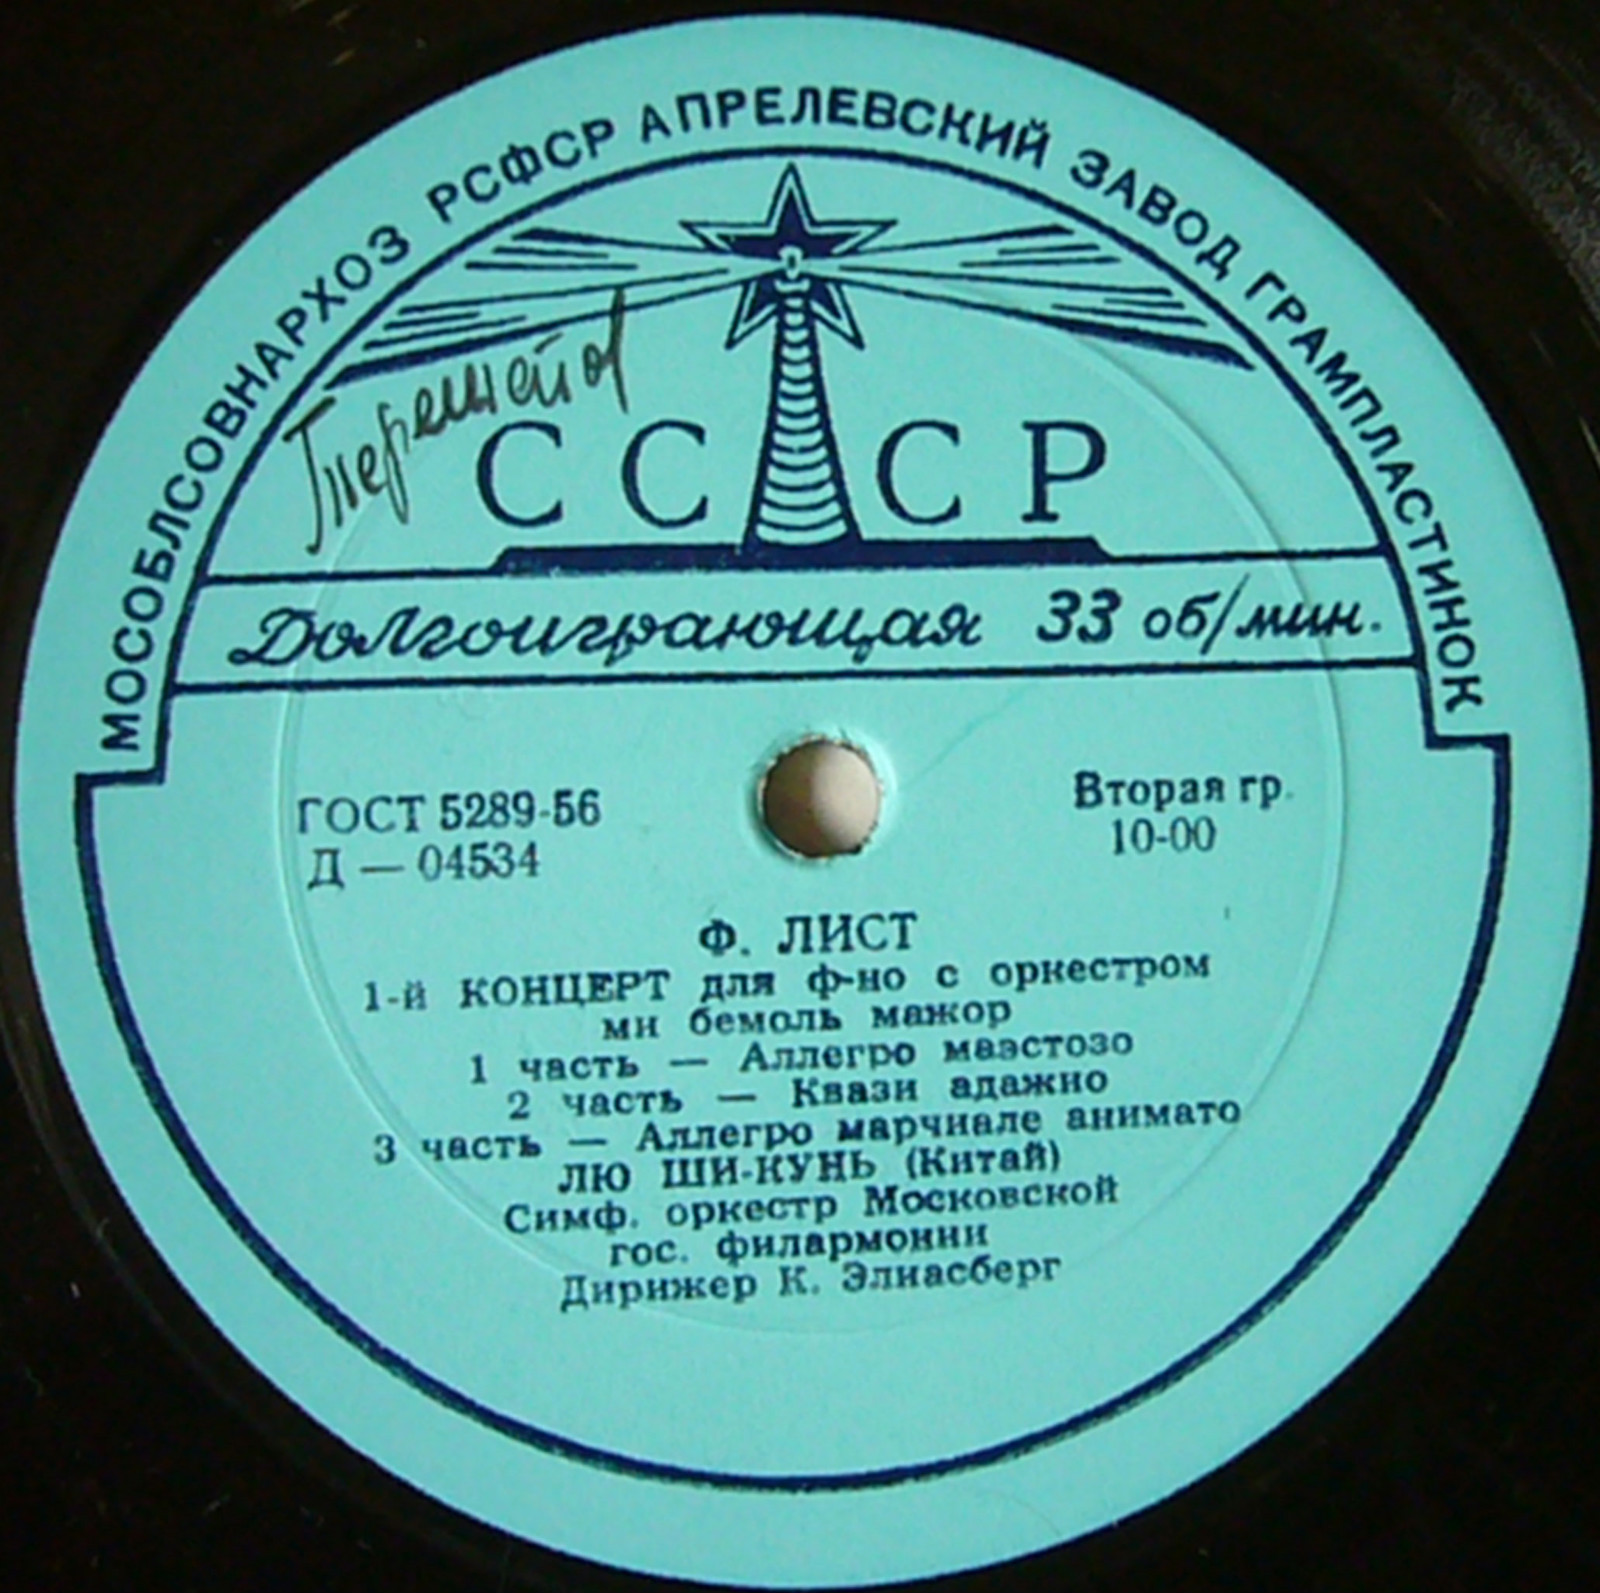 МОСОБЛСОВНАРХОЗ РСФСР АПРЕЛЕВСКИЙ ЗАВОД ГРАМПЛАСТИНОК
СССР
Долгоиграющая 33 об/мин.
ГОСТ 5289-56
Д — 04534
Вторая гр.
10-00
Ф. ЛИСТ
1-й КОНЦЕРТ для ф-но с оркестром
ми бемоль мажор
1 часть — Аллегро маэстозо
2 часть — Квази адажио
3 часть — Аллегро марчиале анимато
ЛЮ ШИ-КУНЬ (Китай)
Симф. оркестр Московской
гос. филармонии
Дирижер К. Элиасберг